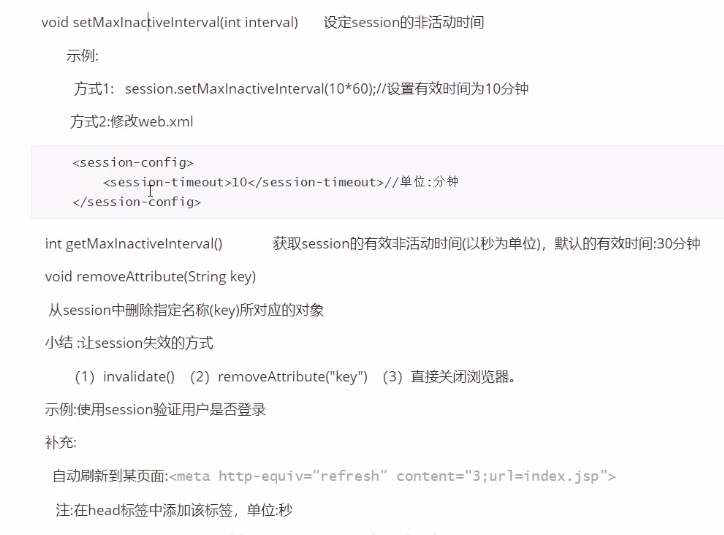 void setMaxInactiveInterval(int interval) 设定session的非活动时间
示例:
方式1: session.setMaxInactiveInterval(10*60);//设置有效时间为10分钟
方式2:修改web.xml
<session-config>
<session-timeout>10</session-timeout>//单位:分钟
</session-config>
int getMaxInactiveInterval() 获取session的有效非活动时间(以秒为单位)，默认的有效时间:30分钟
void removeAttribute(String key)
从session中删除指定名称(key)所对应的对象
小结 :让session失效的方式
（1）invalidate() （2）removeAttribute("key") （3）直接关闭浏览器。
示例:使用session验证用户是否登录
补充:
自动刷新到某页面:<meta http-equiv="refresh" content="3;url=index.jsp">
注:在head标签中添加该标签，单位:秒